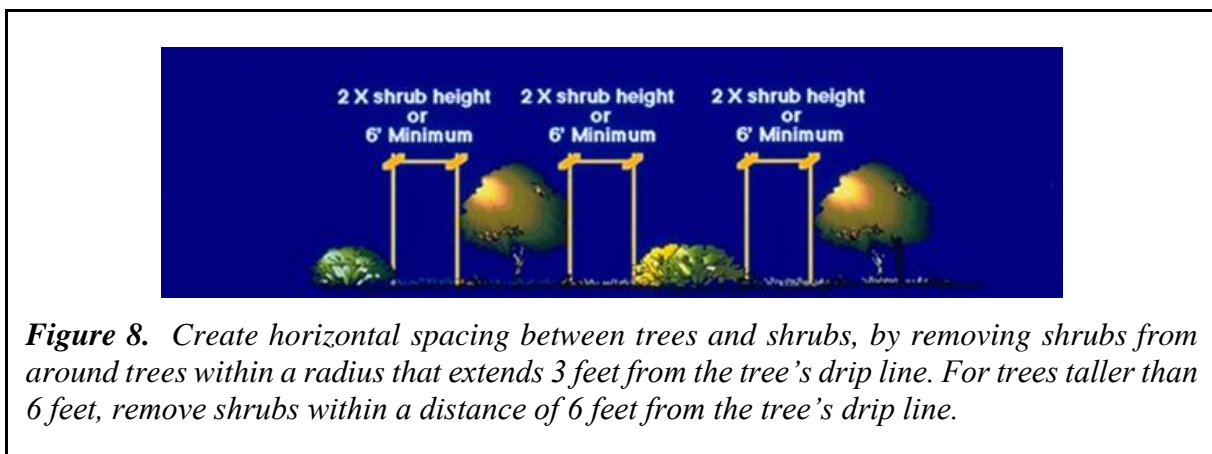 2 X shrub height 2 X shrub height 2 X shrub height
or or or
6' Minimum 6' Minimum 6' Minimum
Figure 8. Create horizontal spacing between trees and shrubs, by removing shrubs from
around trees within a radius that extends 3 feet from the tree’s drip line. For trees taller than
6 feet, remove shrubs within a distance of 6 feet from the tree’s drip line.